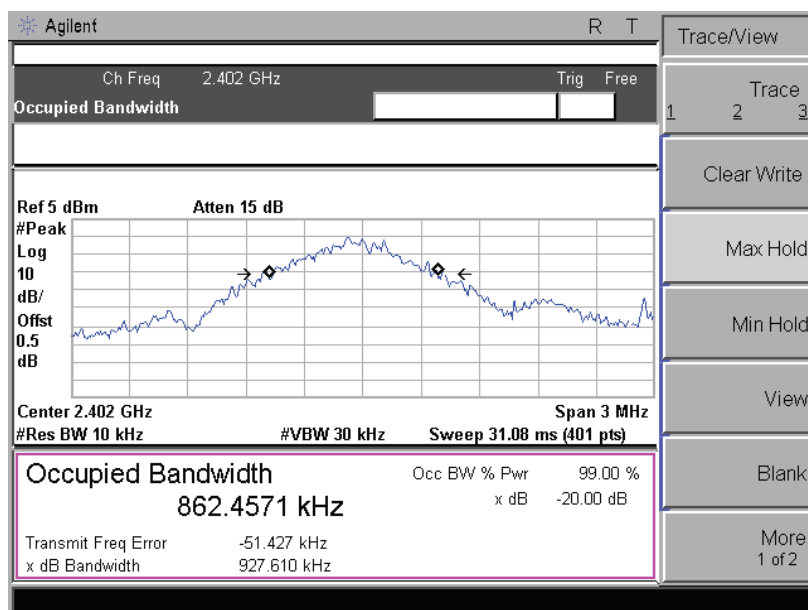 Agilent R T
Trace/View
Ch Freq 2.402 GHz Trig Free
Occupied Bandwidth
Trace
1 2 3
Clear Write
Max Hold
Min Hold
View
Blank
More
1 of 2
Ref 5 dBm Atten 15 dB
#Peak
Log
10
dB/
Offst
0.5
dB
Center 2.402 GHz Span 3 MHz
#Res BW 10 kHz #VBW 30 kHz Sweep 31.08 ms (401 pts)
Occupied Bandwidth Occ BW % Pwr 99.00 %
862.4571 kHz x dB -20.00 dB
Transmit Freq Error -51.427 kHz
x dB Bandwidth 927.610 kHz